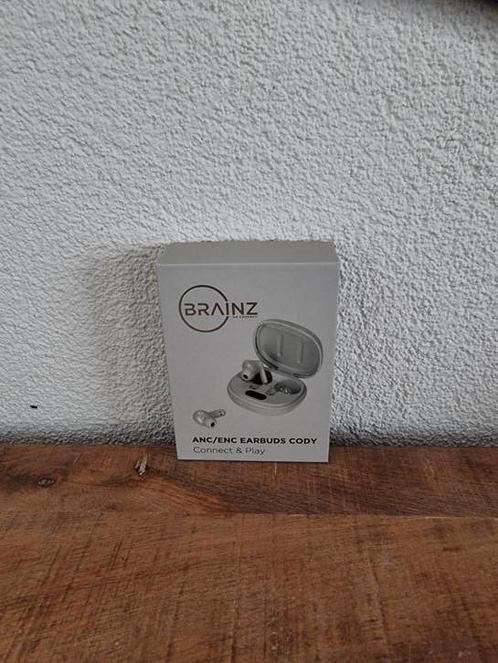 BRAINZ
ANC/ENC EARBUDS CODY
Connect & Play